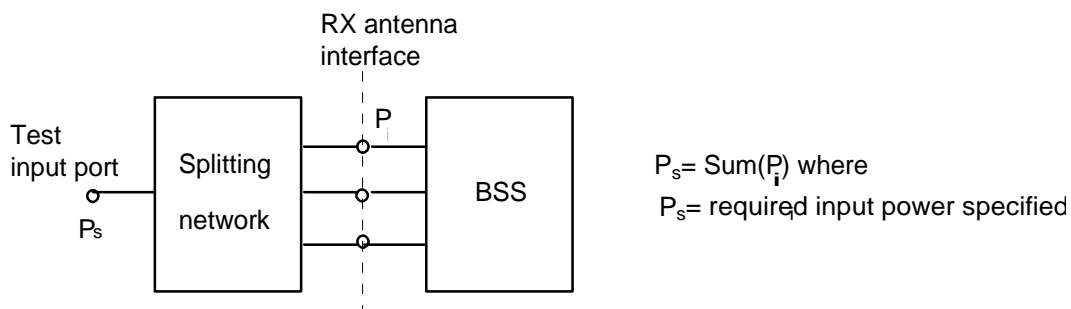 RX antenna
interface
P
i
Test
input port
Ps
Splitting
network
BSS
Ps= Sum(Pi) where
Ps= required input power specified